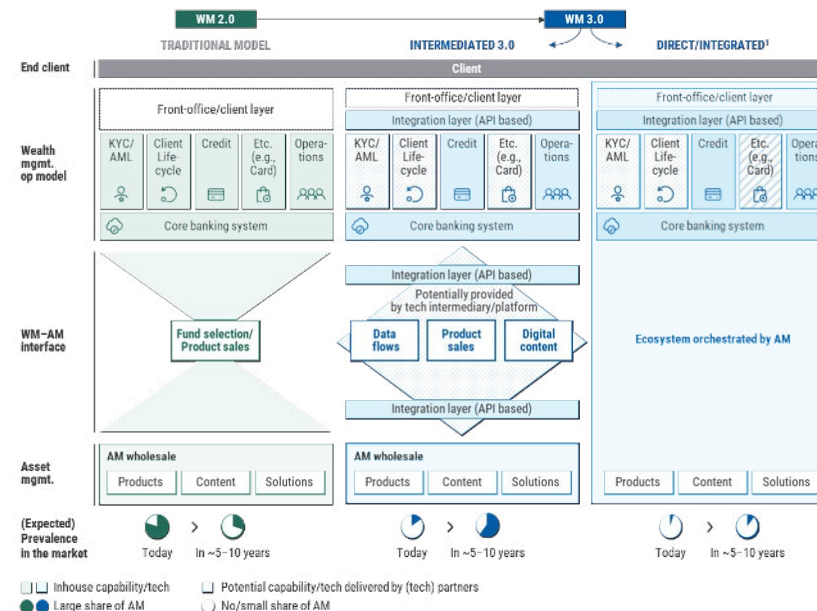 WM 2.0
WM 3.0
TRADITIONAL MODEL
INTERMEDIATED 3.0
DIRECT/INTEGRATED¹
End client
Client
Wealth
mgmt.
op model
Front-office/client layer
KYC/
AML
Client
Life-
cycle
Credit
Etc.
(e.g.,
Card)
Opera-
tions
Core banking system
Front-office/client layer
Integration layer (API based)
KYC/
AML
Client
Life-
cycle
Credit
Etc.
(e.g.,
Card)
Opera-
tions
Core banking system
Front-office/client layer
Integration layer (API based)
KYC/
AML
Client
Life-
cycle
Credit
Etc.
(e.g.,
Card)
Opera-
tions
Core banking system
WM–AM
interface
Fund selection/
Product sales
Integration layer (API based)
Potentially provided
by tech intermediary/platform
Data
flows
Product
sales
Digital
content
Integration layer (API based)
Ecosystem orchestrated by AM
Asset
mgmt.
AM wholesale
Products
Content
Solutions
AM wholesale
Products
Content
Solutions
Products
Content
Solutions
(Expected)
Prevalence
in the market
Today
>
In ~5–10 years
Today
>
In ~5–10 years
Today
>
In ~5–10 years
Inhouse capability/tech
Potential capability/tech delivered by (tech) partners
Large share of AM
No/small share of AM